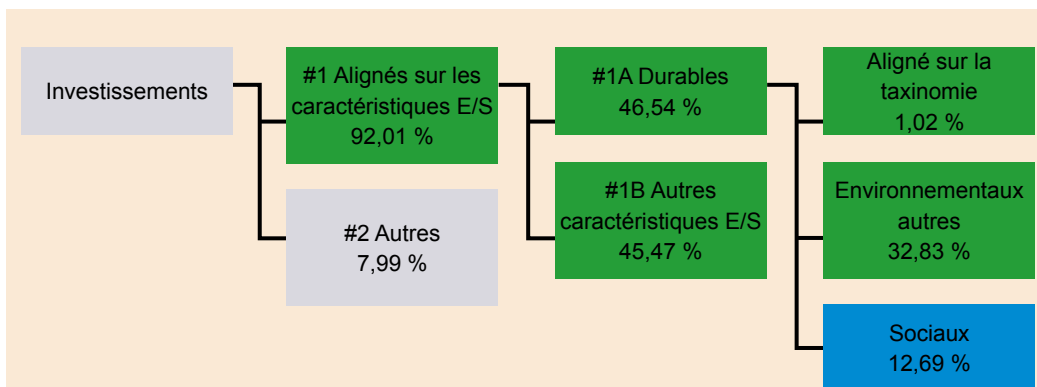 Investissements
#1 Alignés sur les
caractéristiques E/S
92,01 %
#2 Autres
7,99 %
#1A Durables
46,54 %
#1B Autres
caractéristiques E/S
45,47 %
Aligné sur la
taxinomie
1,02 %
Environnementaux
autres
32,83 %
Sociaux
12,69 %